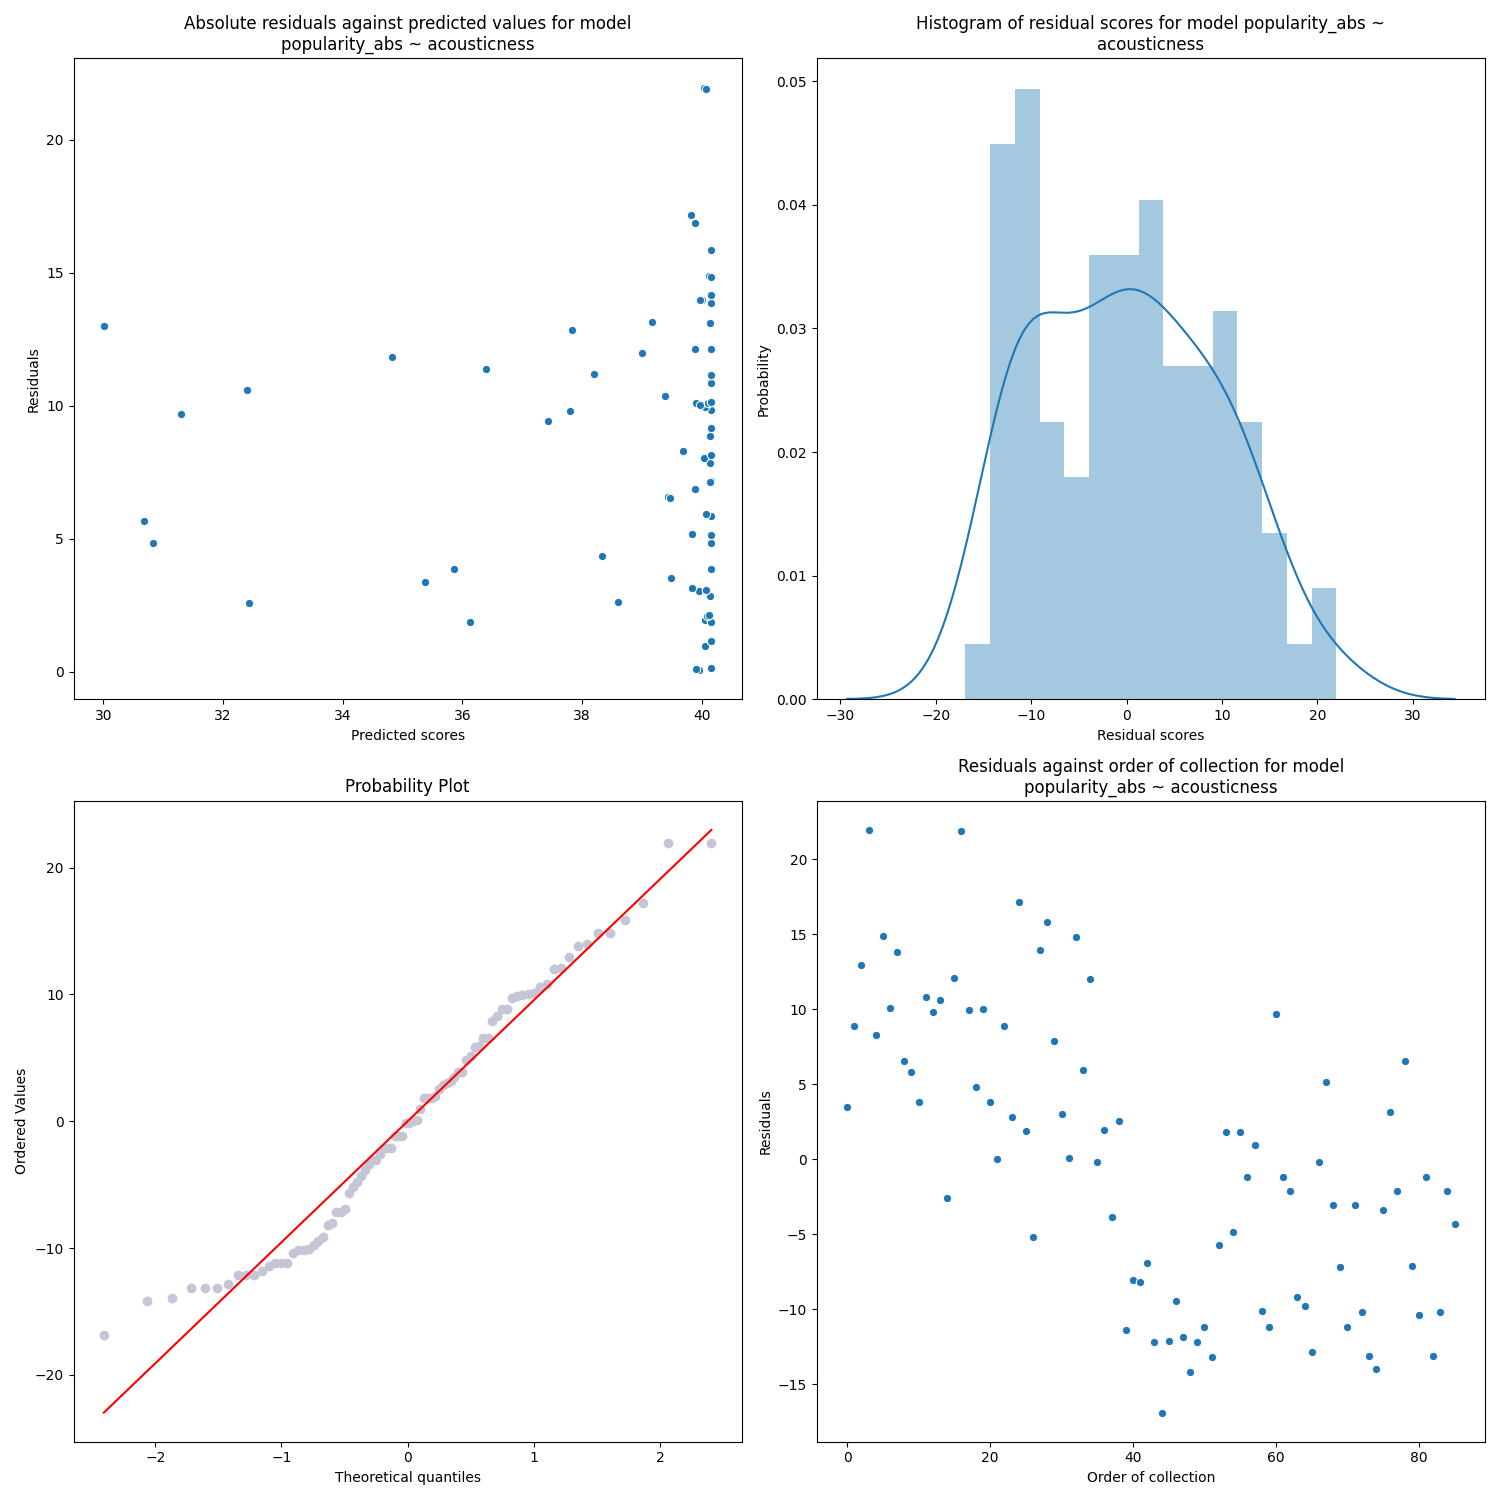 Absolute residuals against predicted values for model
popularity_abs ~ acousticness
20
15
10
5
0
Residuals
30 32 34 36 38 40
Predicted scores
Histogram of residual scores for model popularity_abs ~
acousticness
0.05
0.04
0.03
0.02
0.01
0.00
Probability
−30 −20 −10 0 10 20 30
Residual scores
Probability Plot
20
10
0
−10
−20
Ordered Values
−2 −1 0 1 2
Theoretical quantiles
Residuals against order of collection for model
popularity_abs ~ acousticness
20
15
10
5
0
−5
−10
−15
Residuals
0 20 40 60 80
Order of collection